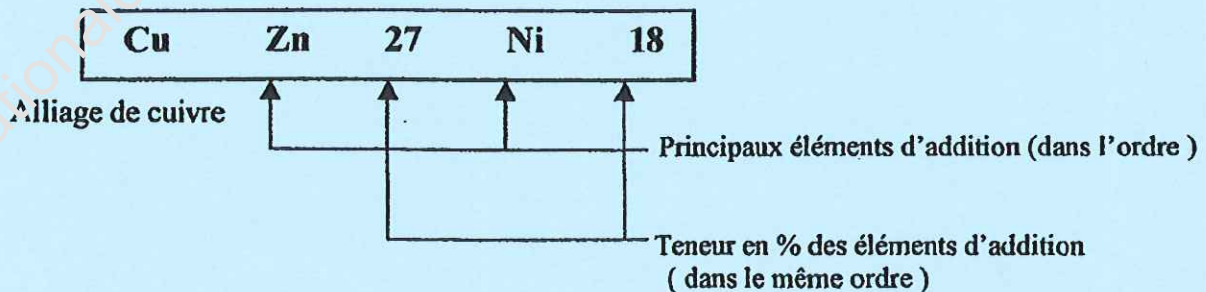 Cu Zn 27 Ni 18
Alliage de cuivre
Principaux éléments d'addition (dans l'ordre )
Teneur en % des éléments d'addition
( dans le même ordre )